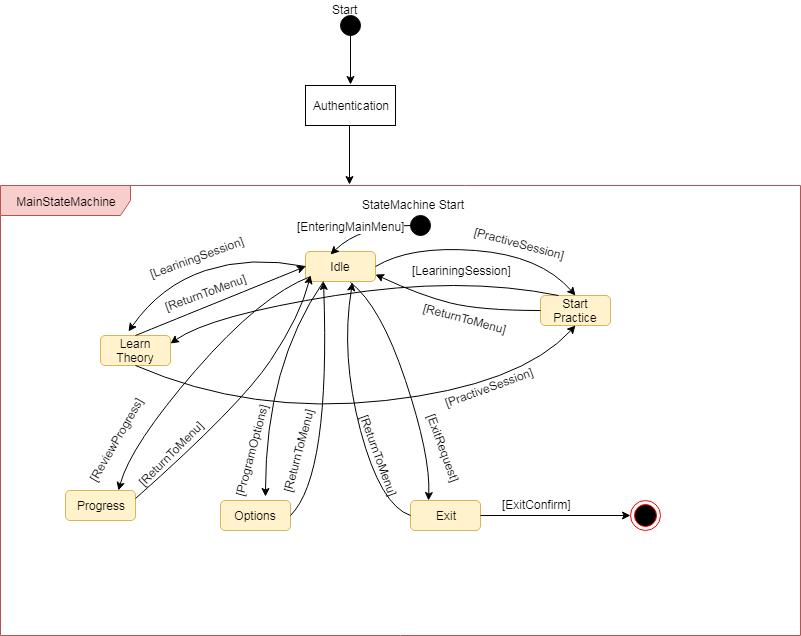 Start
Authentication
MainStateMachine
StateMachine Start
[EnteringMainMenu]
[PractiveSession]
[LeariningSession]
Idle
[LeariningSession]
[ReturnToMenu]
Start
Practice
[ReturnToMenu]
Learn
Theory
[PractiveSession]
[ReviewProgress]
[ReturnToMenu]
[ProgramOptions]
[ReturnToMenu]
[ReturnToMenu]
[ExitRequest]
Progress
Options
Exit
[ExitConfirm]